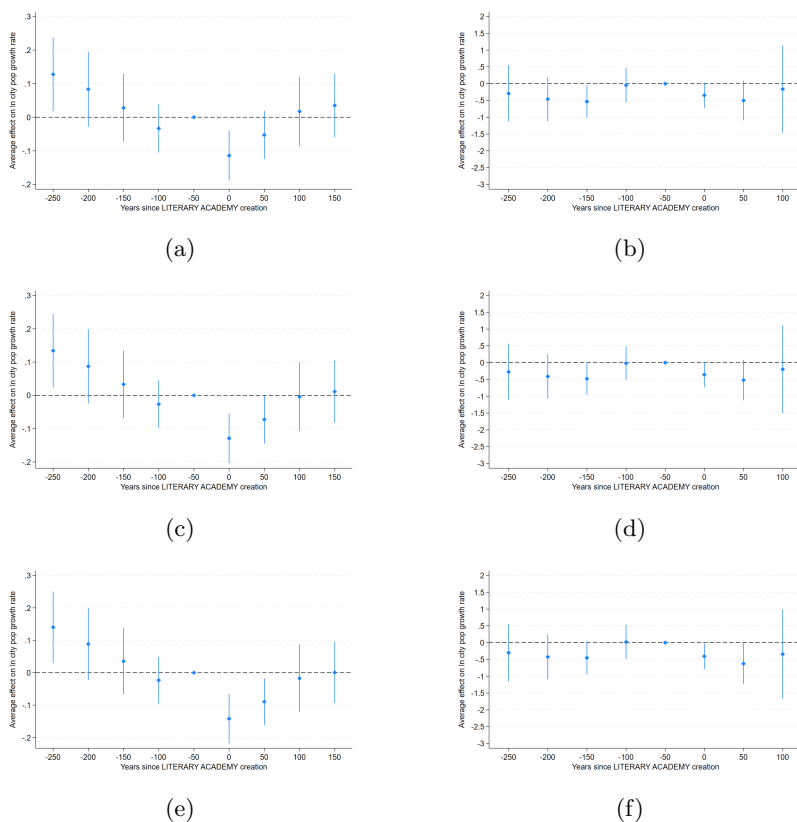 .3
.2
.1
0
-.1
-.2
Average effect on ln city pop growth rate
-250 -200 -150 -100 -50 0 50 100 150
Years since LITERARY ACADEMY creation
(a)
2
1.5
1
.5
0
-.5
-1
-1.5
-2
-2.5
-3
Average effect on ln city pop growth rate
-250 -200 -150 -100 -50 0 50 100
Years since LITERARY ACADEMY creation
(b)
.3
.2
.1
0
-.1
-.2
Average effect on ln city pop growth rate
-250 -200 -150 -100 -50 0 50 100 150
Years since LITERARY ACADEMY creation
(c)
2
1.5
1
.5
0
-.5
-1
-1.5
-2
-2.5
-3
Average effect on ln city pop growth rate
-250 -200 -150 -100 -50 0 50 100
Years since LITERARY ACADEMY creation
(d)
.3
.2
.1
0
-.1
-.2
Average effect on ln city pop growth rate
-250 -200 -150 -100 -50 0 50 100 150
Years since LITERARY ACADEMY creation
(e)
2
1.5
1
.5
0
-.5
-1
-1.5
-2
-2.5
-3
Average effect on ln city pop growth rate
-250 -200 -150 -100 -50 0 50 100
Years since LITERARY ACADEMY creation
(f)